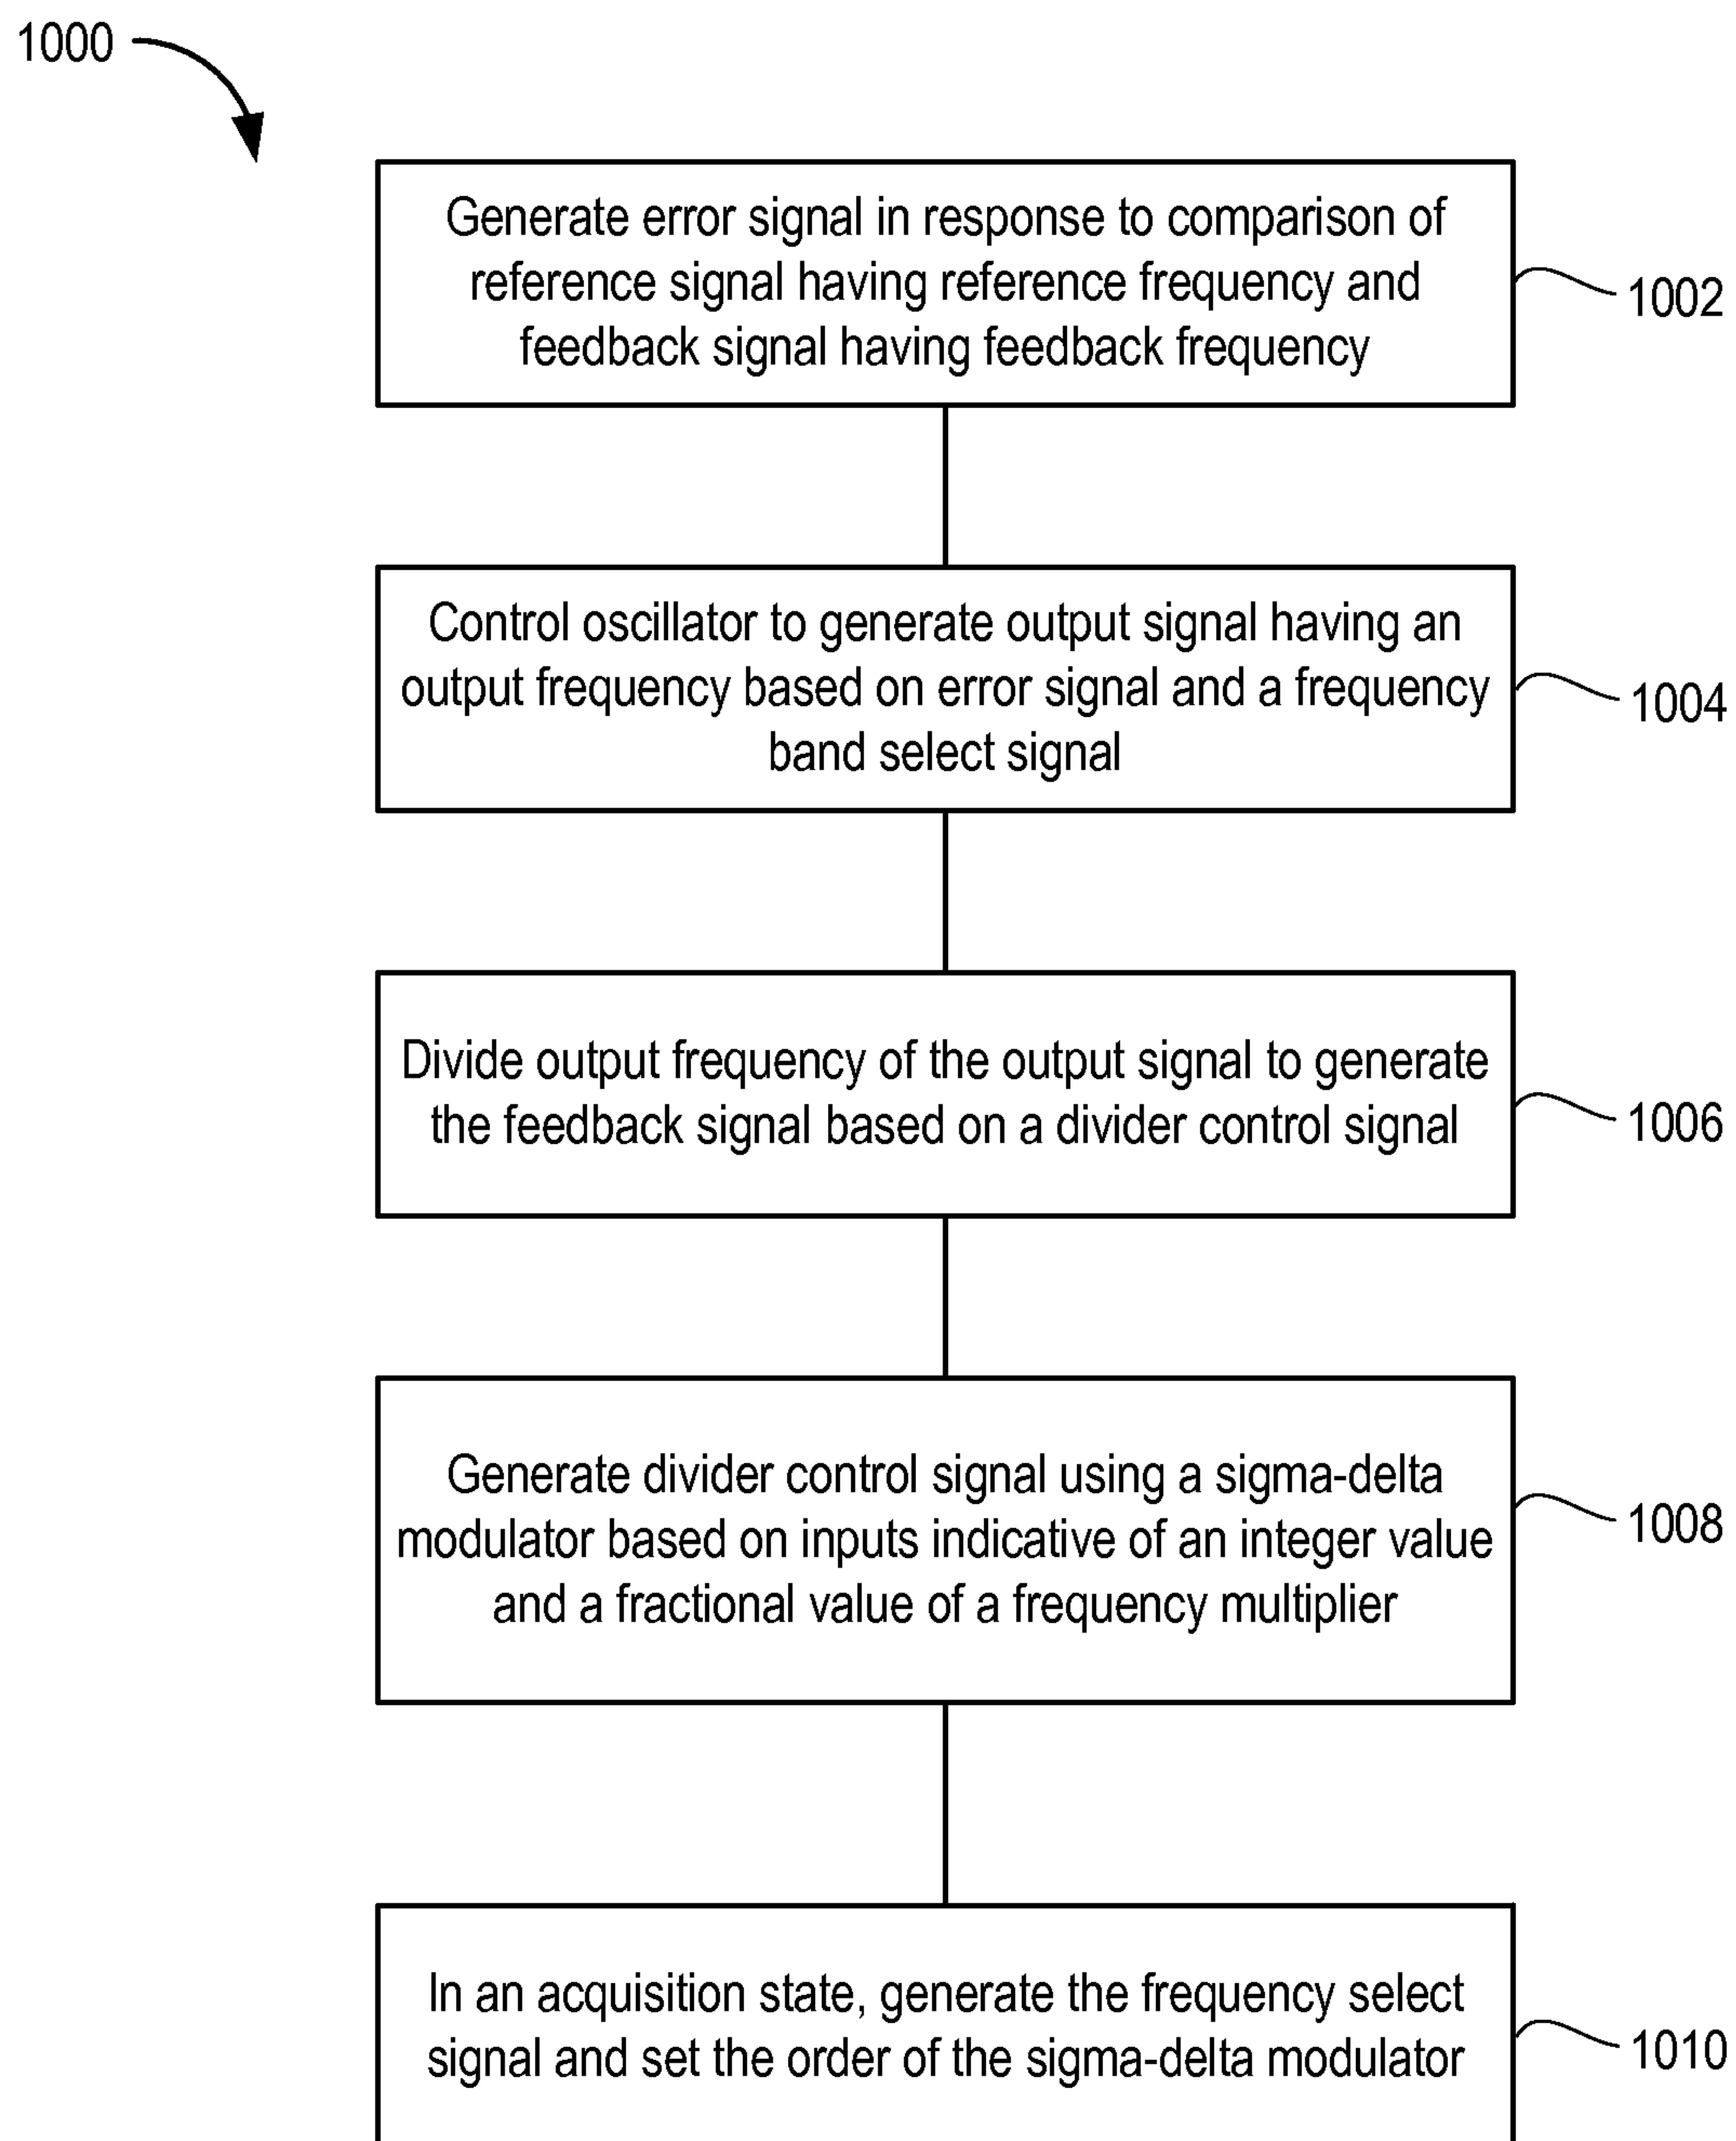 1000
Generate error signal in response to comparison of
reference signal having reference frequency and
feedback signal having feedback frequency
1002
Control oscillator to generate output signal having an
output frequency based on error signal and a frequency
band select signal
1004
Divide output frequency of the output signal to generate
the feedback signal based on a divider control signal
1006
Generate divider control signal using a sigma-delta
modulator based on inputs indicative of an integer value
and a fractional value of a frequency multiplier
1008
In an acquisition state, generate the frequency select
signal and set the order of the sigma-delta modulator
1010